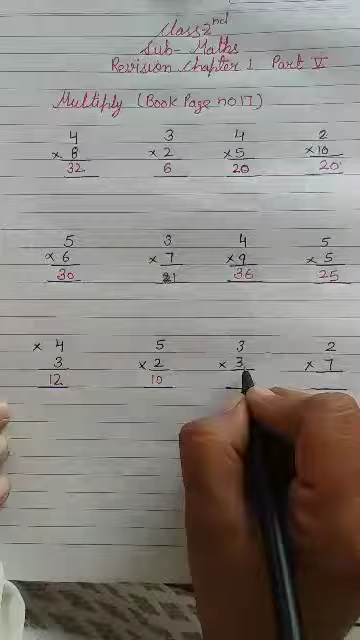 Class-2nd
Sub- Maths
Revision Chapter 1 Part V
Multiply (Book Page no 17)
4 3 4 2
×8 ×2 ×5 ×10
32 6 20 20
5 3 4 5
×6 ×7 ×9 ×5
30 21 36 25
× 4 5 3 2
3 ×2 ×3 ×7
12 10